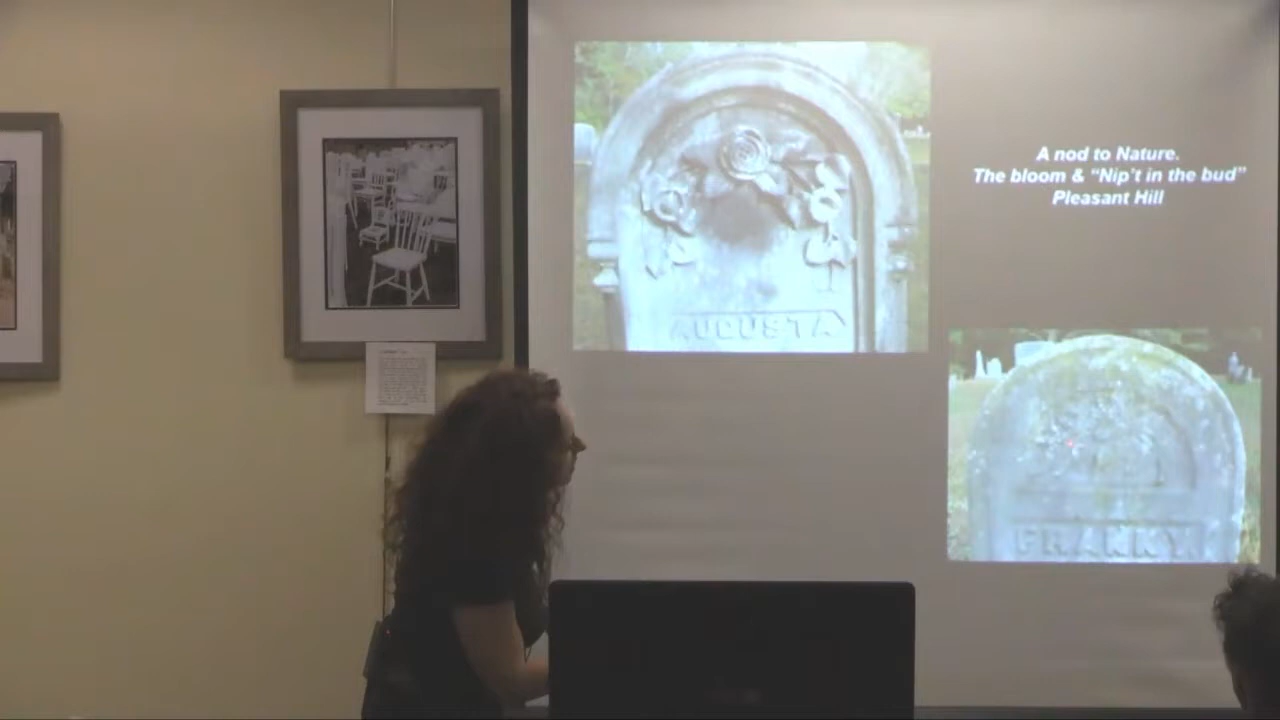 A nod to Nature.
The bloom & “Nip’t in the bud”
Pleasant Hill
AUGUSTA
FRANKY.